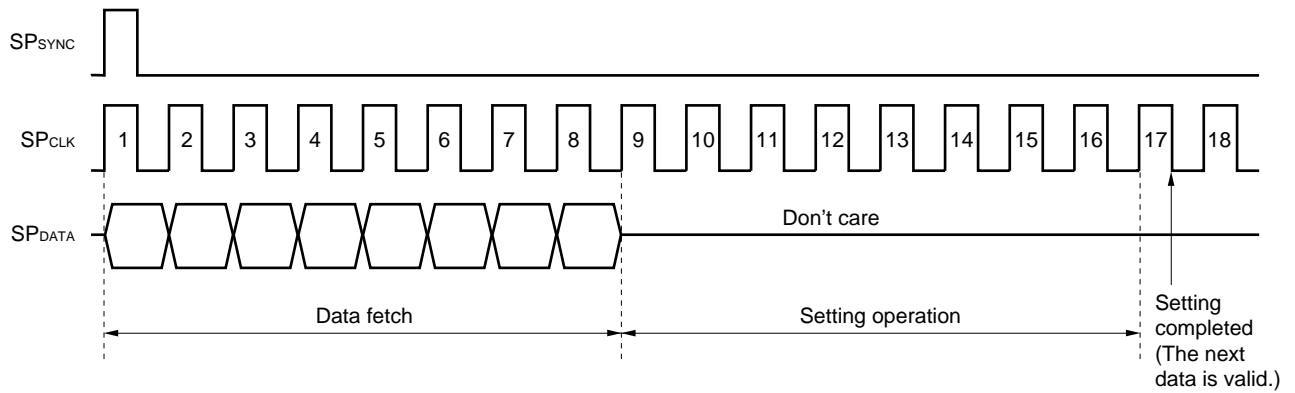 SPSYNC
SPCLK 1 2 3 4 5 6 7 8 9 10 11 12 13 14 15 16 17 18
SPDATA
Don't care
Data fetch
Setting operation
Setting
completed
(The next
data is valid.)